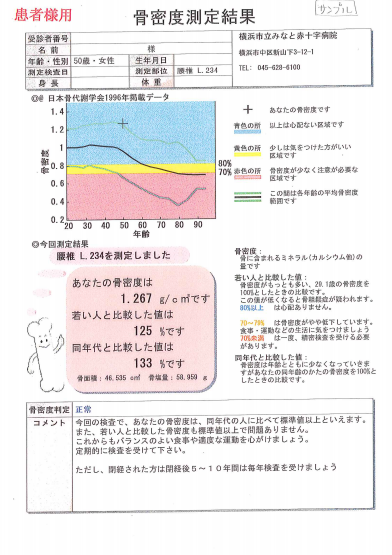 患者様用
骨密度測定結果
サンプル
受診者番号
名前 様
年齢・性別 50歳・女性 生年月日
測定検査日 測定部位 腰椎 L.234
身長 体重
横浜市立みなと赤十字病院
横浜市中区新山下3-12-1
TEL: 045-628-6100
◎# 日本骨代謝学会1996年掲載データ
骨密度
1.4
1.2
1
0.8
0.6
0.4
0.2
20 30 40 50 60 70 80 90
年齢
80%
70%
あなたの骨密度です
青色の所 以上は心配ない区域です
黄色の所 少しは気をつけた方がいい
区域です
赤色の所 骨密度が少なく注意が必要な
区域です
この線は各年齢の平均骨密度
範囲です
◎今回測定結果
腰椎 L.234を測定しました
あなたの骨密度は
1.267 g/c㎡です
若い人と比較した値は
125 %です
同年代と比較した値は
133 %です
骨面積: 46.535 c㎡ 骨塩量: 58.959 g
骨密度:
骨に含まれるミネラル(カルシウム他)の
量です
若い人と比較した値:
骨密度がもっとも多い、29.1歳の骨密度を
100%としたときの比較です。
この値が低くなると骨粗鬆症が疑われます。
80%以上 は心配ありません。
70~79% は骨密度がやや低下しています。
食事・運動などの生活に気をつけましょう
70%未満 は一度、精密検査を受ける必要
があります。
同年代と比較した値:
骨密度は年齢とともに少なくなっていきま
すがあなたの同年齢のかたの骨密度を100%と
したときの比較です。
骨密度判定 正常
コメント
今回の検査で、あなたの骨密度は、同年代の人に比べて標準値以上といえます。
また、若い人と比較した骨密度も標準値以上で問題ありません。
これからもバランスのよい食事や適度な運動を心がけましょう。
定期的に検査を受けて下さい。
ただし、閉経された方は閉経後5~10年間は毎年検査を受けましょう